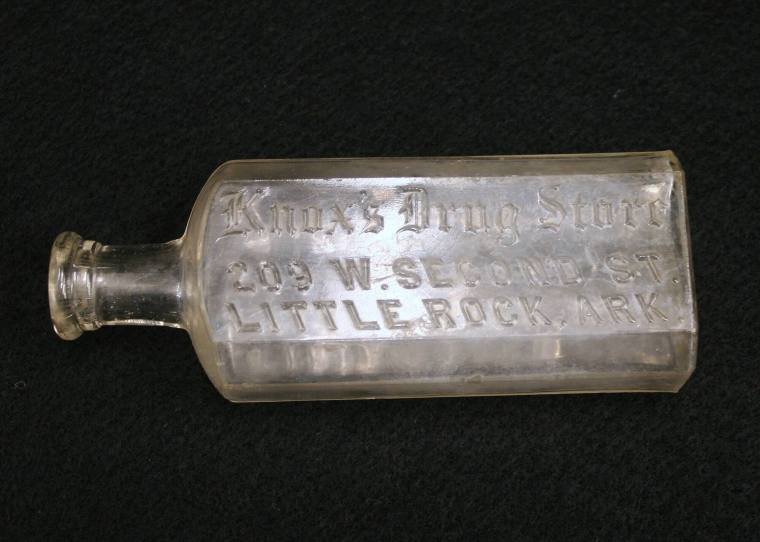 Knox's Drug Store
209 W. SECOND ST.
LITTLE ROCK, ARK.